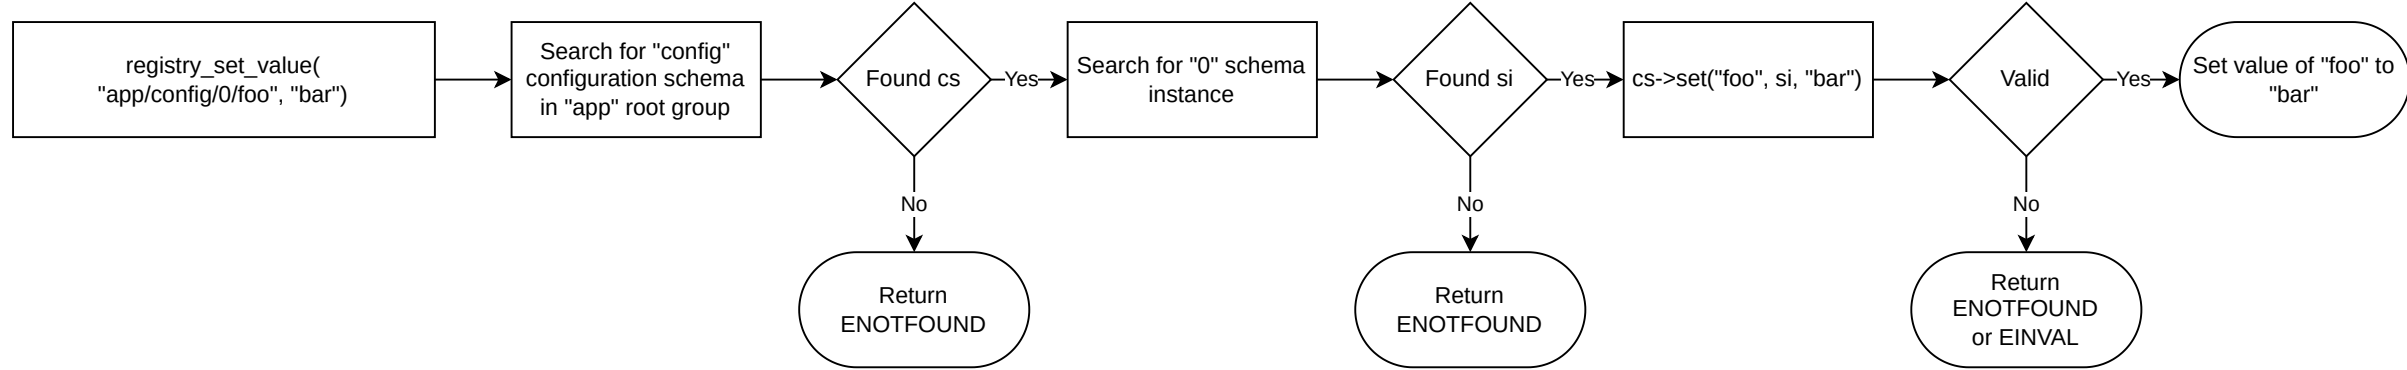 registry_set_value(
"app/config/0/foo", "bar")
Search for "config"
configuration schema
in "app" root group
Found cs
Yes
Search for "0" schema
instance
Found si
Yes
cs->set("foo", si, "bar")
Valid
Yes
Set value of "foo" to
"bar"
No
No
No
Return
ENOTFOUND
Return
ENOTFOUND
Return
ENOTFOUND
or EINVAL